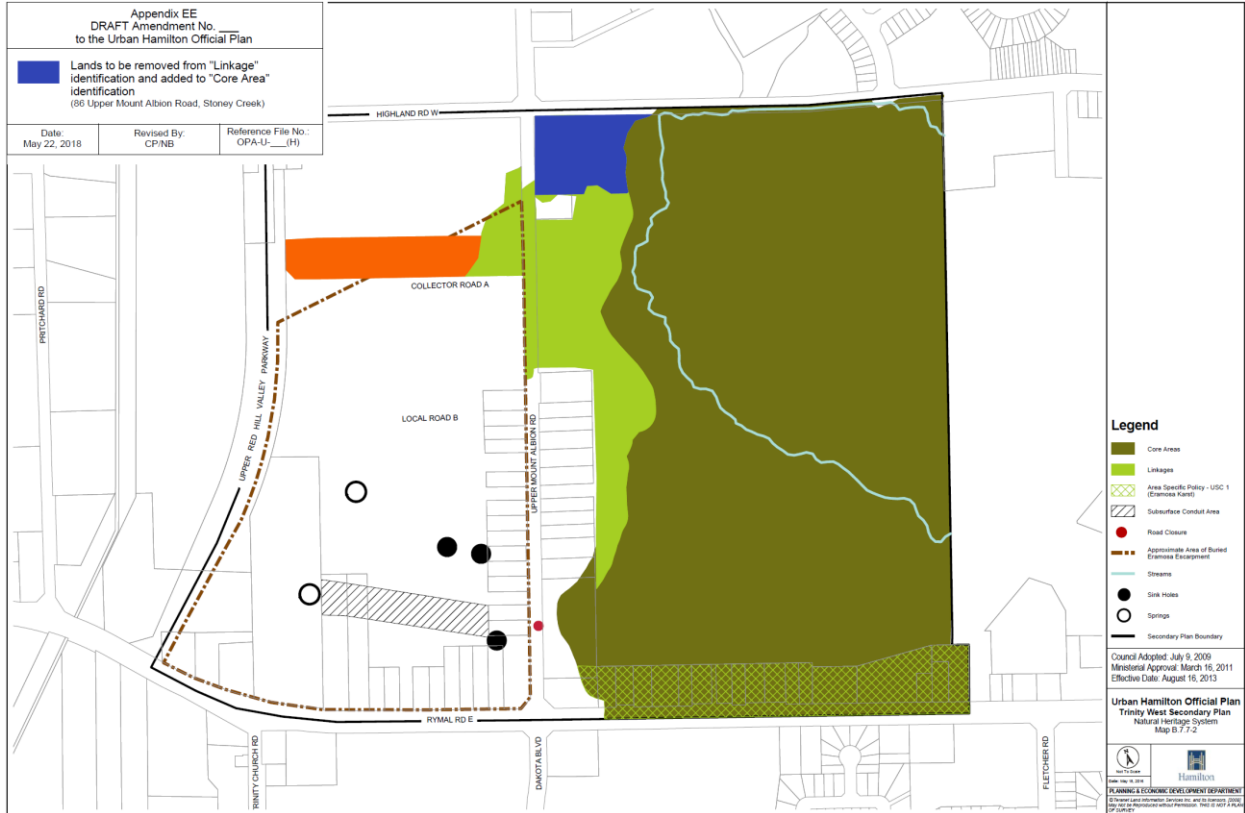 Appendix EE
DRAFT Amendment No. ___
to the Urban Hamilton Official Plan
Lands to be removed from "Linkage"
identification and added to "Core Area"
identification
(86 Upper Mount Albion Road, Stoney Creek)
Date:
May 22, 2018
Revised By:
CP/NB
Reference File No.:
OPA-U-___(H)
HIGHLAND RD W
PRITCHARD RD
COLLECTOR ROAD A
UPPER RED HILL VALLEY PARKWAY
LOCAL ROAD B
UPPER MOUNT ALBION RD
RYMAL RD E
TRINITY CHURCH RD
DAKOTA BLVD
FLETCHER RD
Legend
Core Areas
Linkages
Area Specific Policy - USC 1
(Eramosa Karst)
Subsurface Conduit Area
Road Closure
Approximate Area of Buried
Eramosa Escarpment
Streams
Sink Holes
Springs
Secondary Plan Boundary
Council Adopted: July 9, 2009
Ministerial Approval: March 16, 2011
Effective Date: August 16, 2013
Urban Hamilton Official Plan
Trinity West Secondary Plan
Natural Heritage System
Map B.7.7-2
N
Not To Scale
Hamilton
PLANNING & ECONOMIC DEVELOPMENT DEPARTMENT